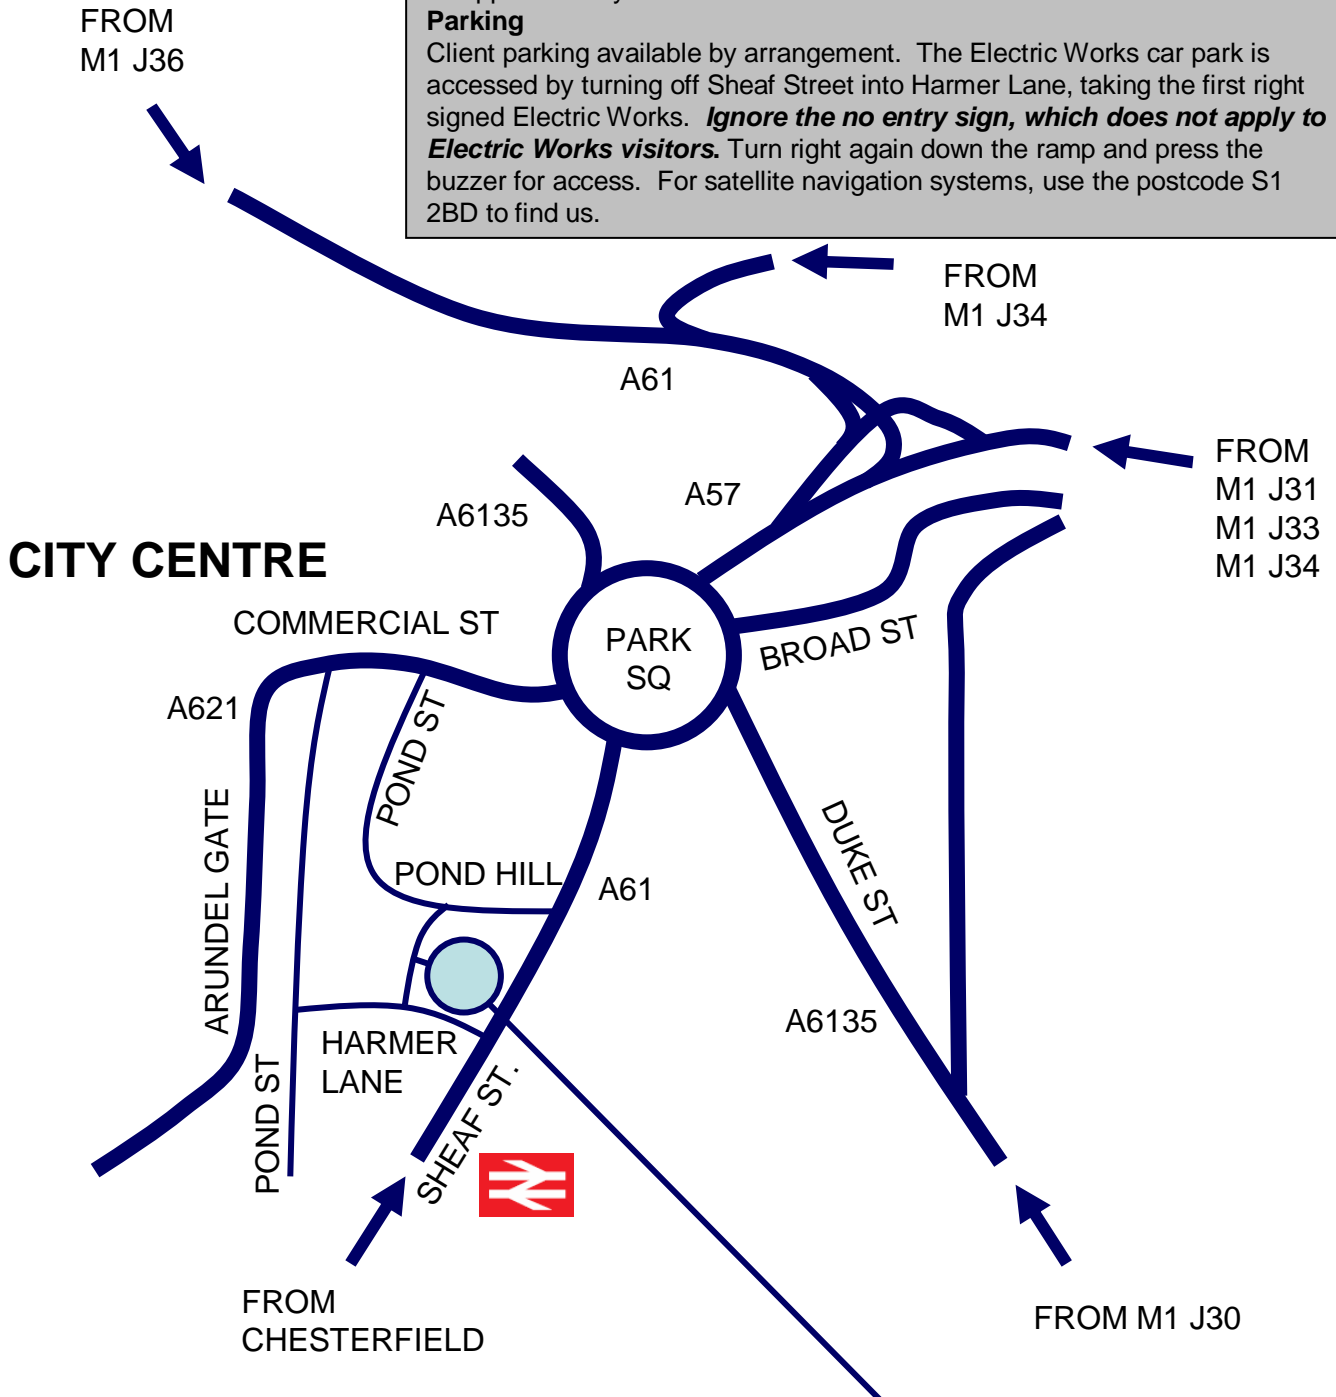 FROM
M1 J36
Parking
Client parking available by arrangement. The Electric Works car park is
accessed by turning off Sheaf Street into Harmer Lane, taking the first right
signed Electric Works. Ignore the no entry sign, which does not apply to
Electric Works visitors. Turn right again down the ramp and press the
buzzer for access. For satellite navigation systems, use the postcode S1
2BD to find us.
FROM
M1 J34
A61
FROM
M1 J31
M1 J33
M1 J34
A57
A6135
CITY CENTRE
COMMERCIAL ST
PARK
SQ
BROAD ST
A621
POND ST
ARUNDEL GATE
DUKE ST
POND HILL
A61
A6135
HARMER
LANE
POND ST
SHEAF ST.
FROM
CHESTERFIELD
FROM M1 J30